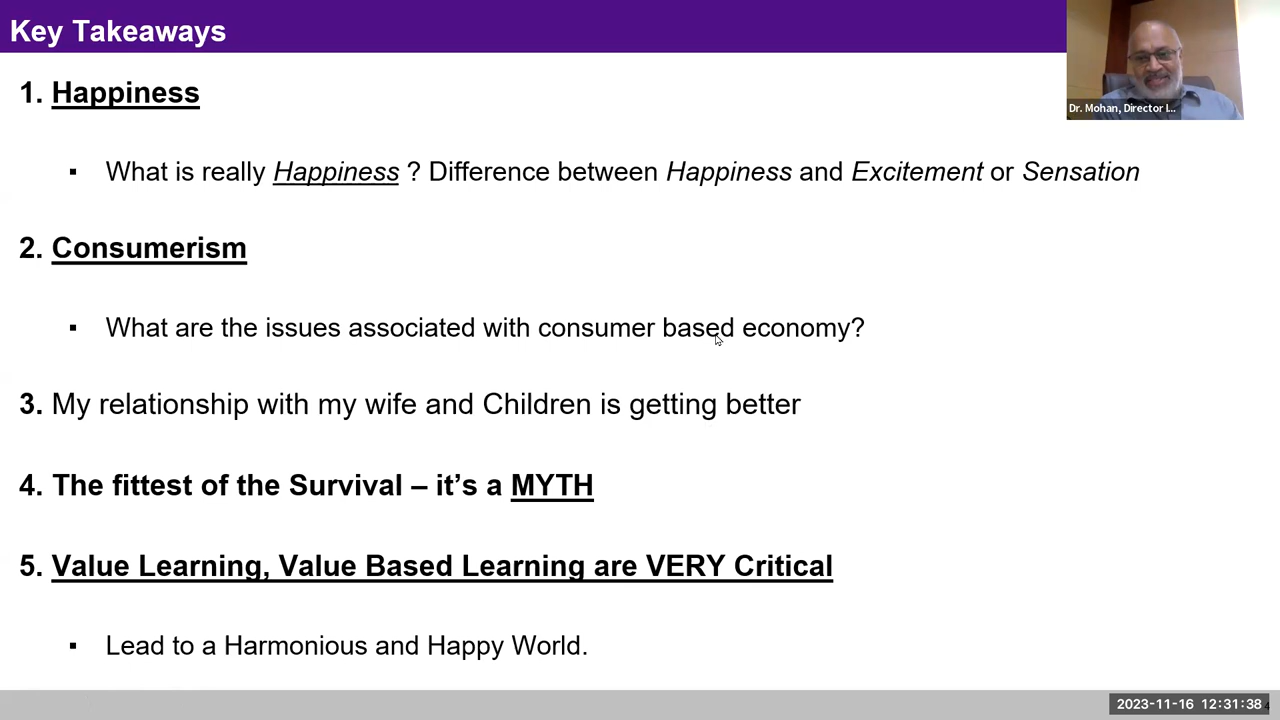 Key Takeaways
Dr. Mohan, Director I...
1. Happiness
▪ What is really Happiness ? Difference between Happiness and Excitement or Sensation
2. Consumerism
▪ What are the issues associated with consumer based economy?
3. My relationship with my wife and Children is getting better
4. The fittest of the Survival – it’s a MYTH
5. Value Learning, Value Based Learning are VERY Critical
▪ Lead to a Harmonious and Happy World.
2023-11-16 12:31:38